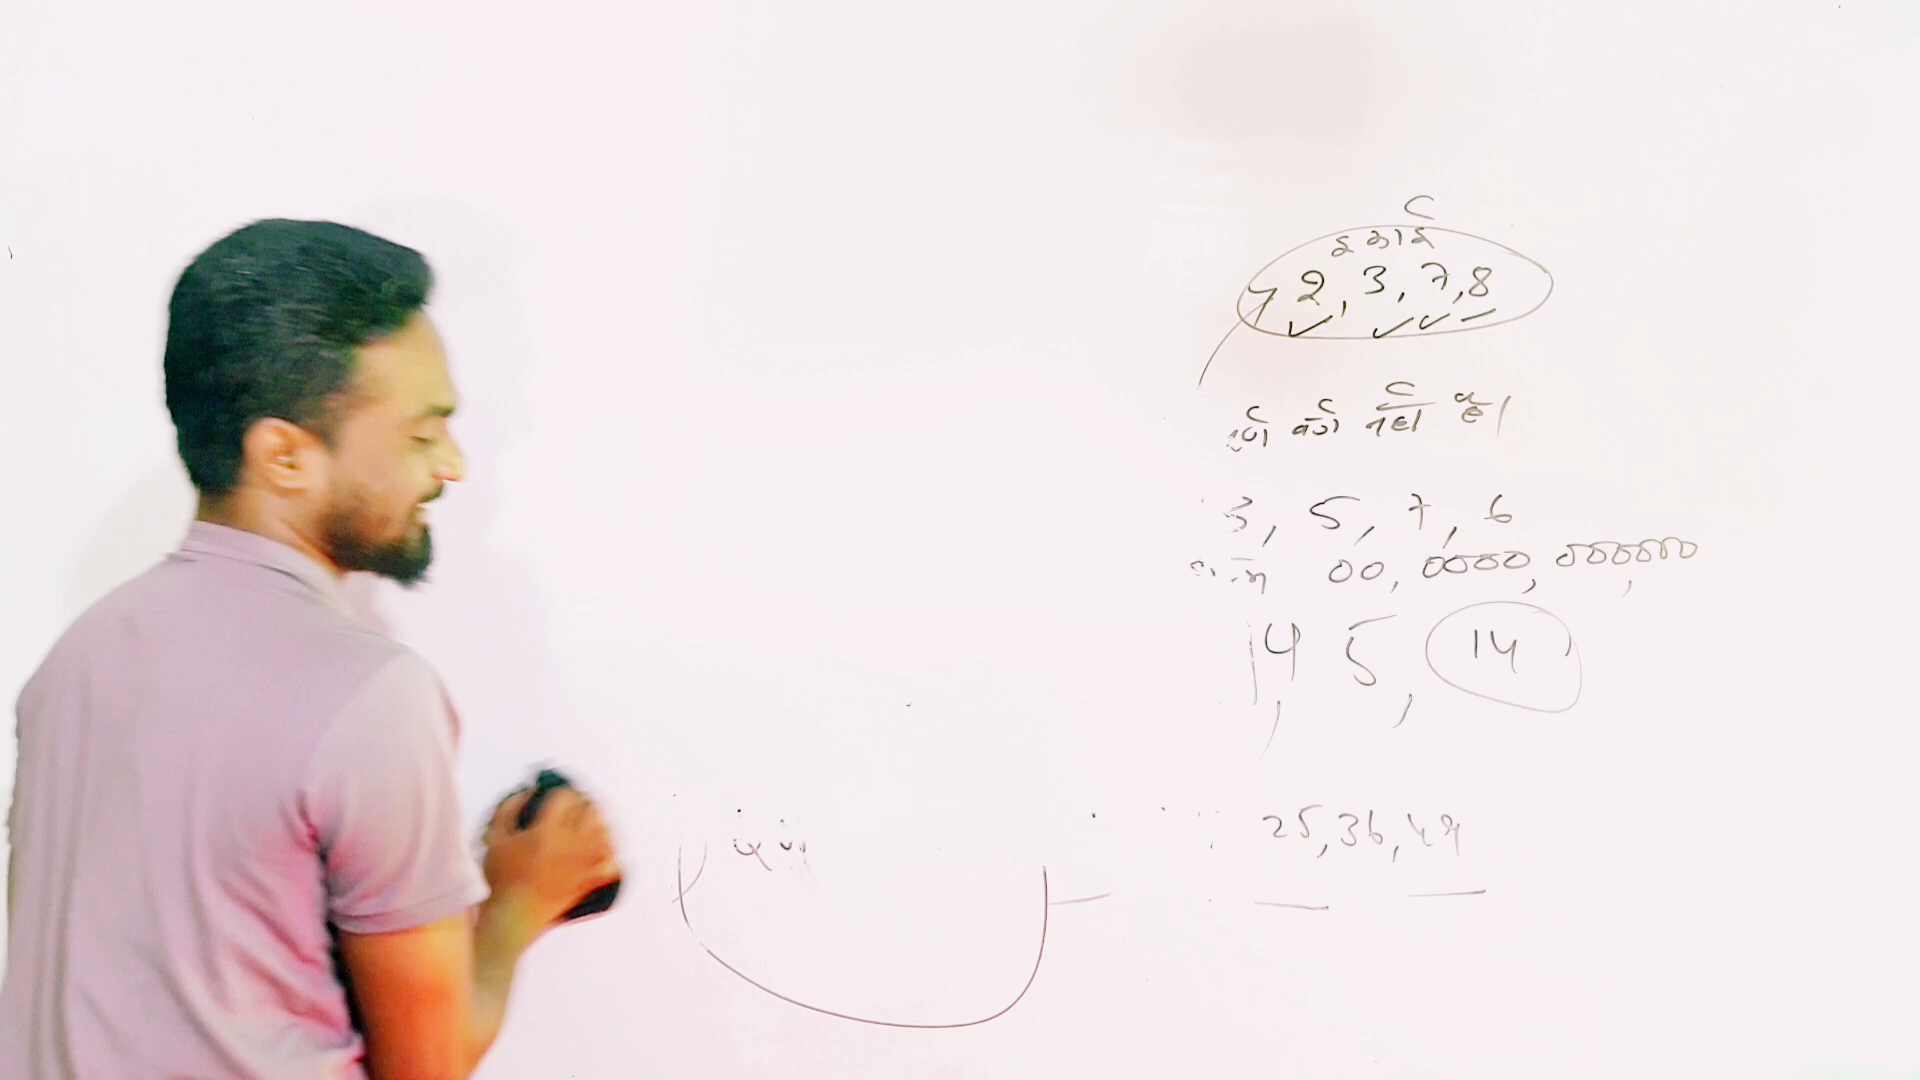 इकाई
2, 3, 7, 8
वर्ग नहीं है।
3, 5, 7, 6
00, 0000, 000000
1, 4 5, 14
25, 36, 49